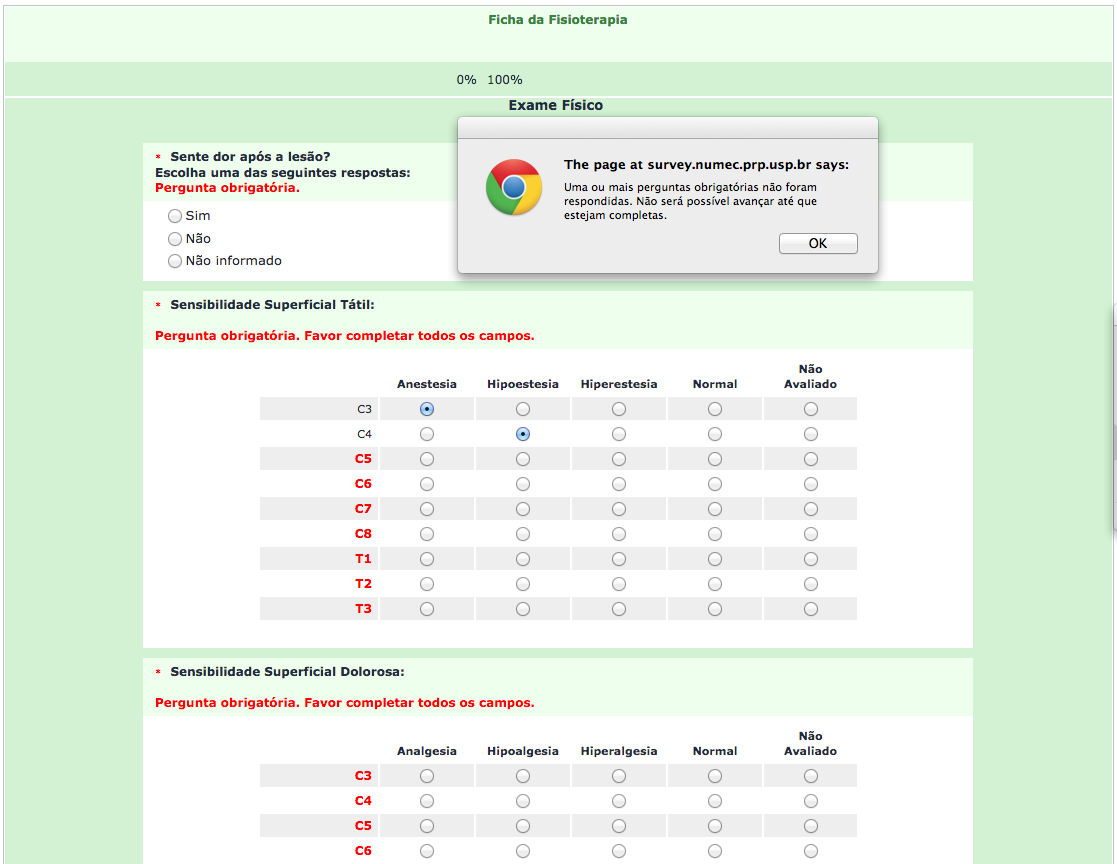 Ficha da Fisioterapia
0% 100%
Exame Físico
* Sente dor após a lesão?
Escolha uma das seguintes respostas:
Pergunta obrigatória.
Sim
Não
Não informado
The page at survey.numec.prp.usp.br says:
Uma ou mais perguntas obrigatórias não foram
respondidas. Não será possível avançar até que
estejam completas.
OK
* Sensibilidade Superficial Tátil:
Pergunta obrigatória. Favor completar todos os campos.
Anestesia Hipoestesia Hiperestesia Normal Não Avaliado
C3
C4
C5
C6
C7
C8
T1
T2
T3
* Sensibilidade Superficial Dolorosa:
Pergunta obrigatória. Favor completar todos os campos.
Analgesia Hipoalgesia Hiperalgesia Normal Não Avaliado
C3
C4
C5
C6